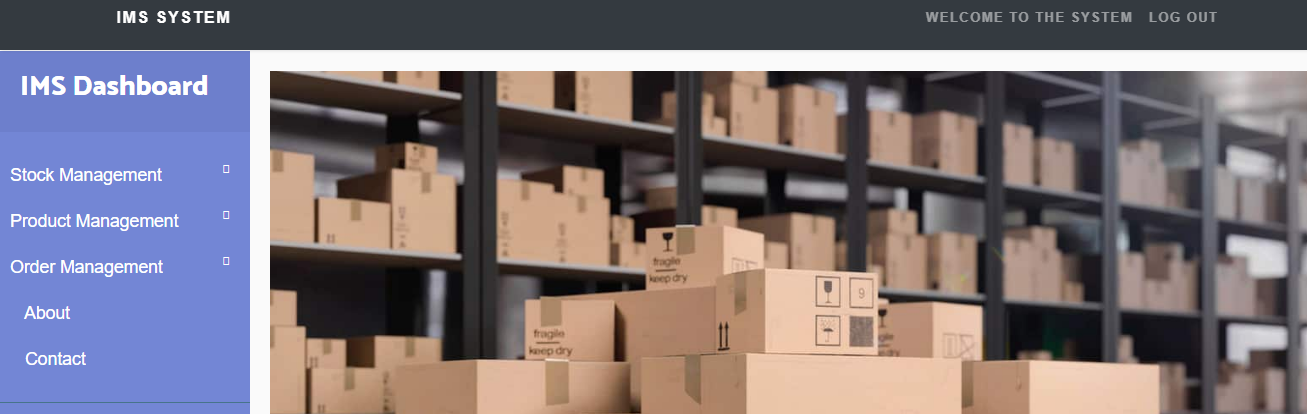 IMS SYSTEM
WELCOME TO THE SYSTEM LOG OUT
IMS Dashboard
Stock Management
Product Management
Order Management
About
Contact
fragile
keep dry
9
fragile
keep dry